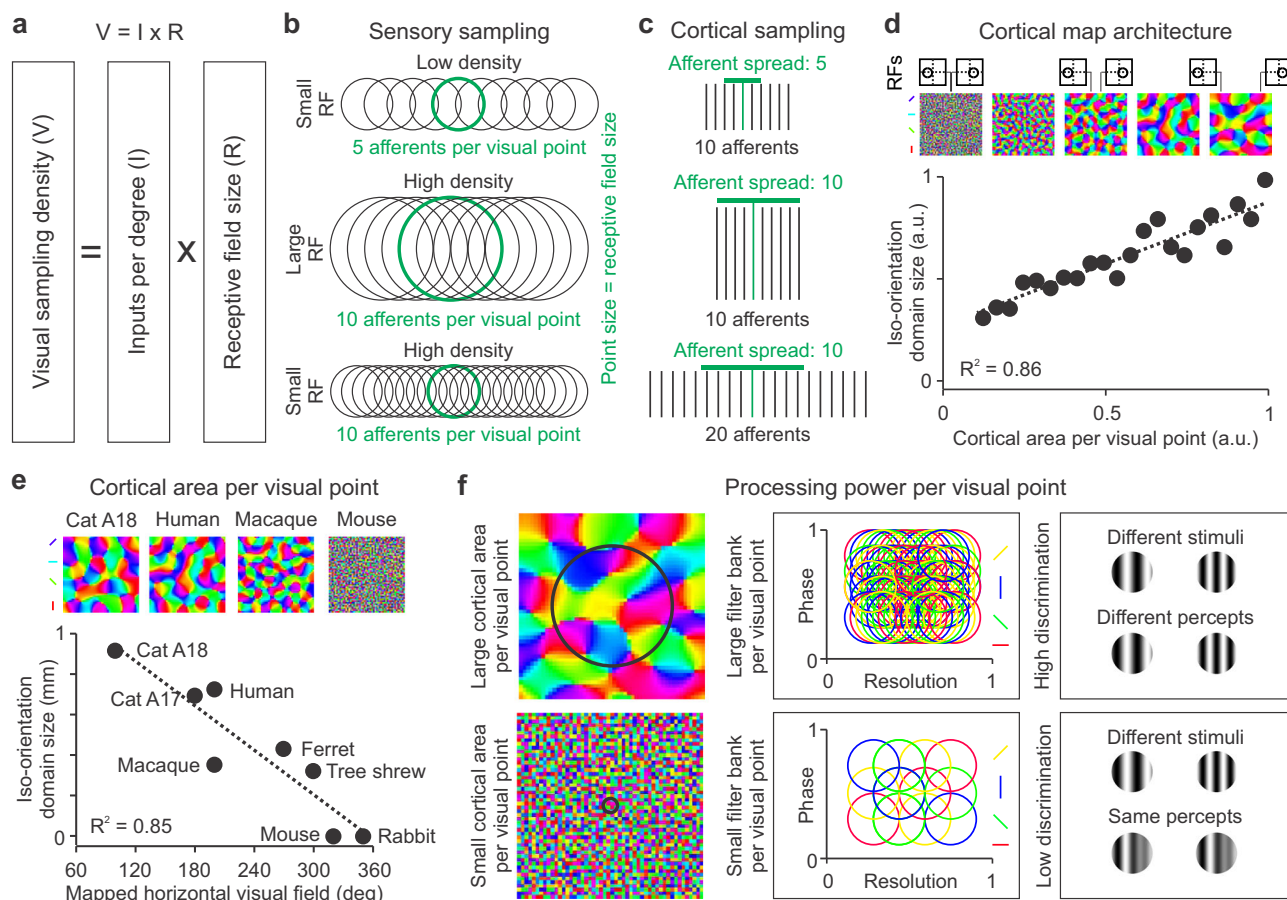 a
V = I x R
Visual sampling density (V)
=
Inputs per degree (I)
x
Receptive field size (R)
b
Sensory sampling
Low density
Small
RF
5 afferents per visual point
High density
Large
RF
10 afferents per visual point
High density
Small
RF
10 afferents per visual point
Point size = receptive field size
c
Cortical sampling
Afferent spread: 5
10 afferents
Afferent spread: 10
10 afferents
Afferent spread: 10
20 afferents
d
Cortical map architecture
RFs
Iso-orientation
domain size (a.u.)
1
0
R² = 0.86
0
0.5
1
Cortical area per visual point (a.u.)
e
Cortical area per visual point
Cat A18
Human
Macaque
Mouse
Iso-orientation
domain size (mm)
1
0
Cat A18
Cat A17
Human
Macaque
Ferret
Tree shrew
Mouse
Rabbit
R² = 0.85
60
120
180
240
300
360
Mapped horizontal visual field (deg)
f
Processing power per visual point
Large cortical area
per visual point
Large filter bank
per visual point
Phase
1
0
Resolution
1
High discrimination
Different stimuli
Different percepts
Small cortical area
per visual point
Small filter bank
per visual point
Phase
1
0
Resolution
1
Low discrimination
Different stimuli
Same percepts